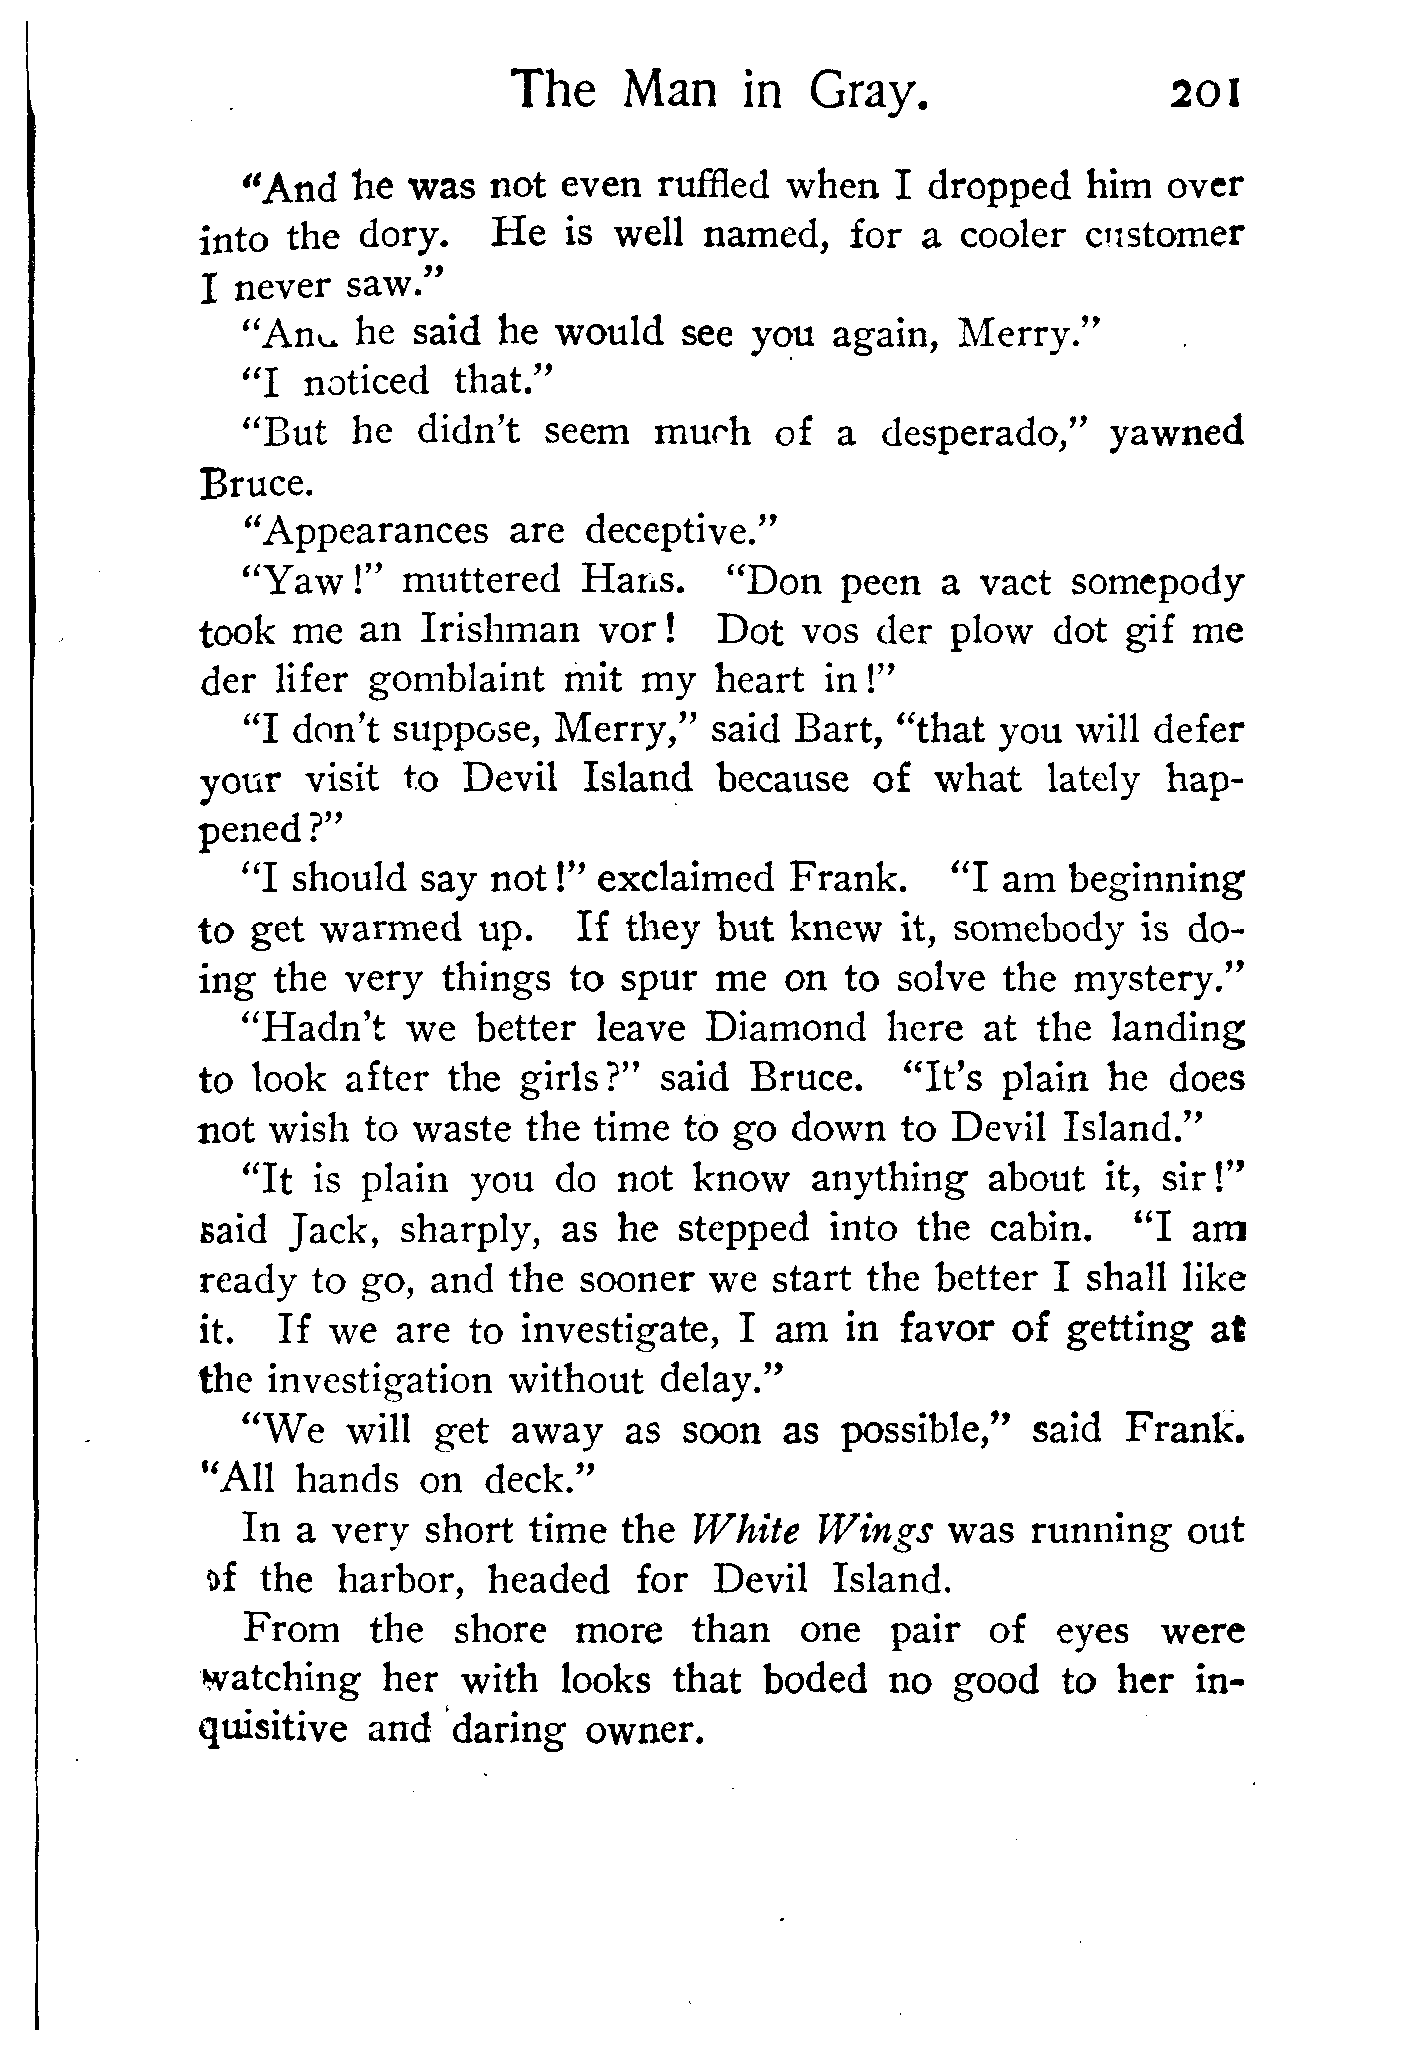 The Man in Gray. 201
"And he was not even ruffled when I dropped him over
into the dory. He is well named, for a cooler customer
I never saw."
"And he said he would see you again, Merry."
"I noticed that."
"But he didn't seem much of a desperado," yawned
Bruce.
"Appearances are deceptive."
"Yaw!" muttered Hans. "Don peen a vact somepody
took me an Irishman vor! Dot vos der plow dot gif me
der lifer gomblaint mit my heart in!"
"I don't suppose, Merry," said Bart, "that you will defer
your visit to Devil Island because of what lately hap-
pened?"
"I should say not!" exclaimed Frank. "I am beginning
to get warmed up. If they but knew it, somebody is do-
ing the very things to spur me on to solve the mystery."
"Hadn't we better leave Diamond here at the landing
to look after the girls?" said Bruce. "It's plain he does
not wish to waste the time to go down to Devil Island."
"It is plain you do not know anything about it, sir!"
said Jack, sharply, as he stepped into the cabin. "I am
ready to go, and the sooner we start the better I shall like
it. If we are to investigate, I am in favor of getting at
the investigation without delay."
"We will get away as soon as possible," said Frank.
"All hands on deck."
In a very short time the White Wings was running out
of the harbor, headed for Devil Island.
From the shore more than one pair of eyes were
watching her with looks that boded no good to her in-
quisitive and daring owner.